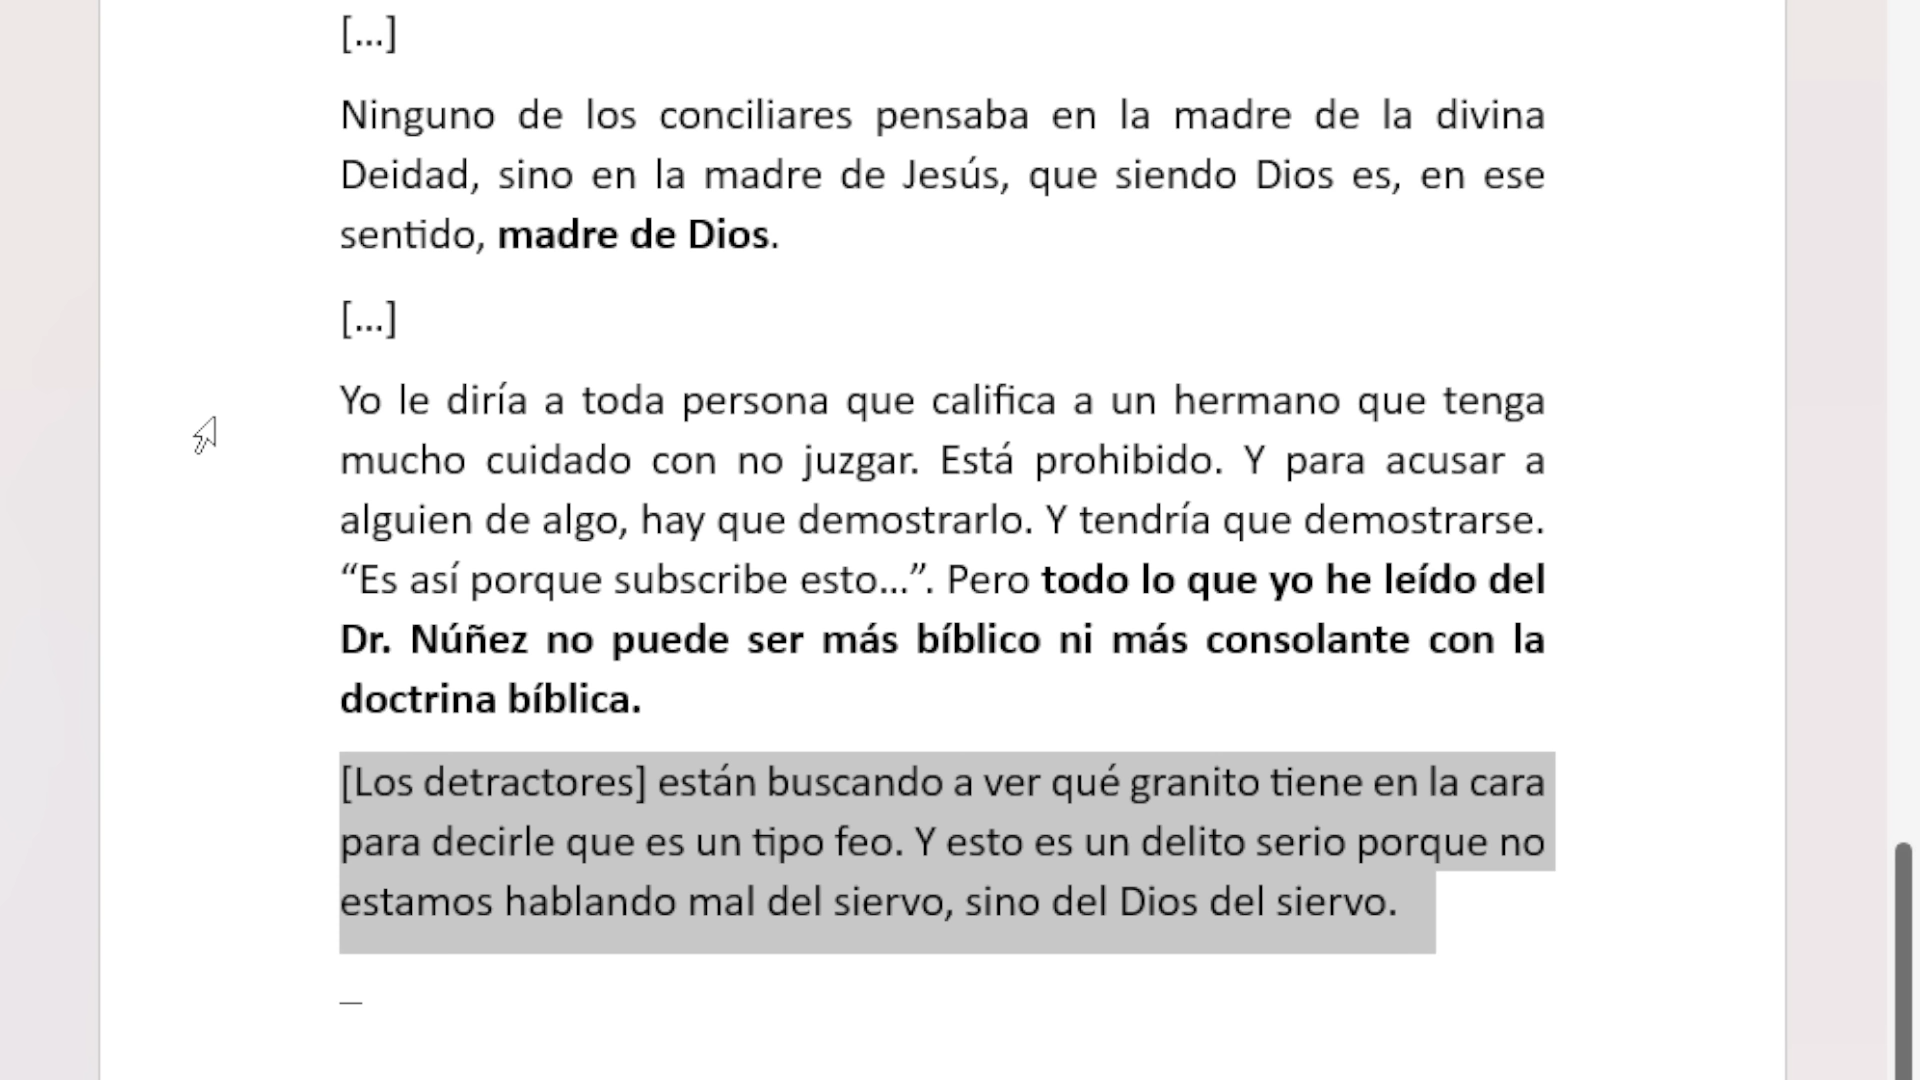 [...]
Ninguno de los conciliares pensaba en la madre de la divina
Deidad, sino en la madre de Jesús, que siendo Dios es, en ese
sentido, madre de Dios.
[...]
Yo le diría a toda persona que califica a un hermano que tenga
mucho cuidado con no juzgar. Está prohibido. Y para acusar a
alguien de algo, hay que demostrarlo. Y tendría que demostrarse.
“Es así porque subscribe esto...”. Pero todo lo que yo he leído del
Dr. Núñez no puede ser más bíblico ni más consolante con la
doctrina bíblica.
[Los detractores] están buscando a ver qué granito tiene en la cara
para decirle que es un tipo feo. Y esto es un delito serio porque no
estamos hablando mal del siervo, sino del Dios del siervo.